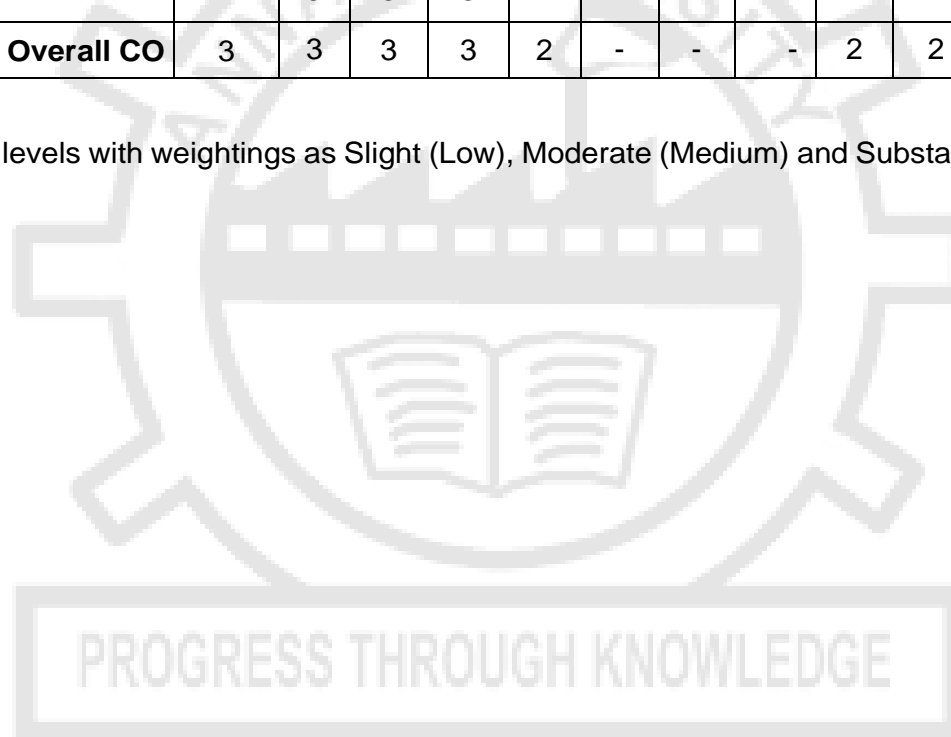 Overall CO 3 3 3 3 2 - - - 2 2
levels with weightings as Slight (Low), Moderate (Medium) and Substa
PROGRESS THROUGH KNOWLEDGE